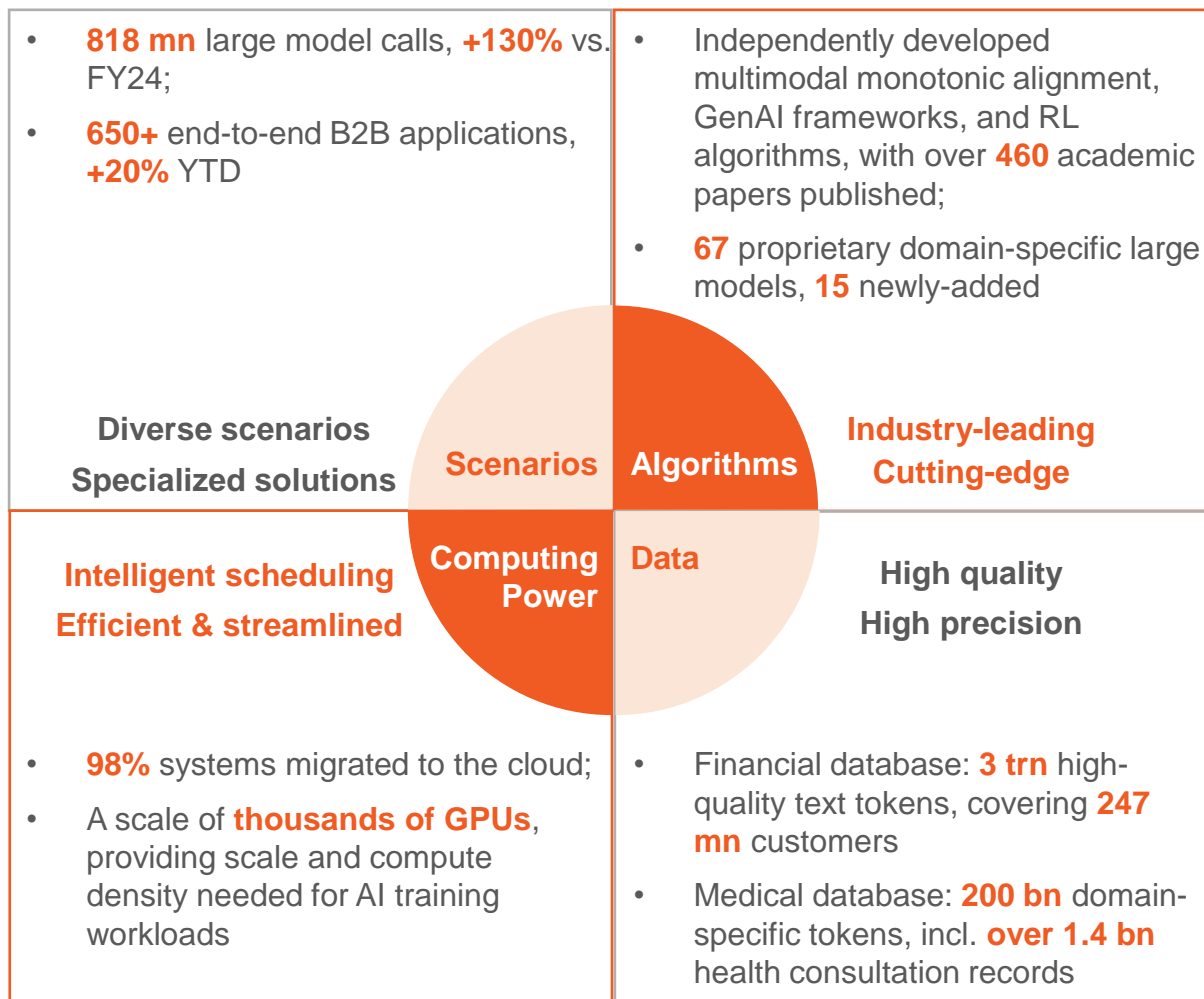 • 818 mn large model calls, +130% vs.
FY24;
• 650+ end-to-end B2B applications,
+20% YTD
• Independently developed
multimodal monotonic alignment,
GenAI frameworks, and RL
algorithms, with over 460 academic
papers published;
• 67 proprietary domain-specific large
models, 15 newly-added
Diverse scenarios
Specialized solutions
Scenarios
Algorithms
Industry-leading
Cutting-edge
Intelligent scheduling
Efficient & streamlined
Computing
Power
Data
High quality
High precision
• 98% systems migrated to the cloud;
• A scale of thousands of GPUs,
providing scale and compute
density needed for AI training
workloads
• Financial database: 3 trn high-
quality text tokens, covering 247
mn customers
• Medical database: 200 bn domain-
specific tokens, incl. over 1.4 bn
health consultation records